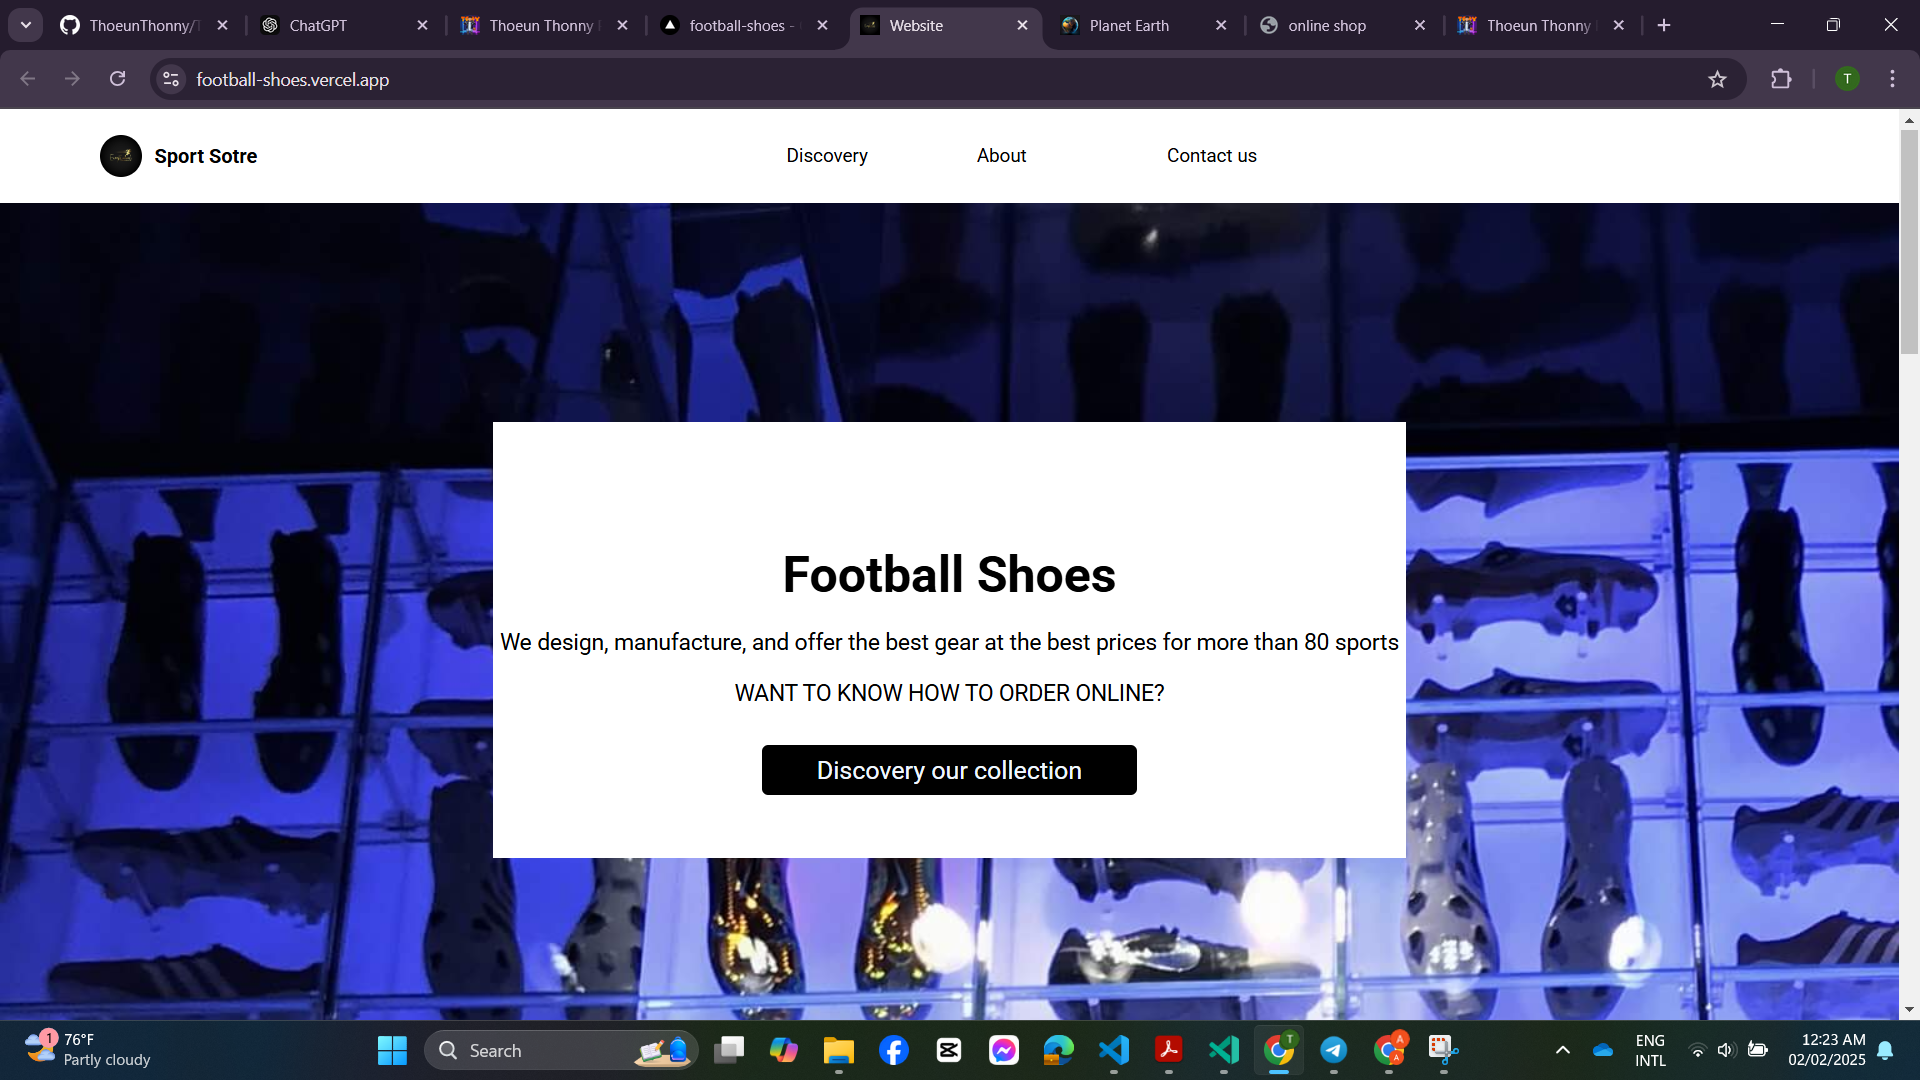 ThoeunThonny/T
ChatGPT
Thoeun Thonny
football-shoes -
Website
Planet Earth
online shop
Thoeun Thonny
football-shoes.vercel.app
T
Sport Sotre
Discovery
About
Contact us
Football Shoes
We design, manufacture, and offer the best gear at the best prices for more than 80 sports
WANT TO KNOW HOW TO ORDER ONLINE?
Discovery our collection
1
76°F
Partly cloudy
Search
T
A
A
ENG
INTL
12:23 AM
02/02/2025